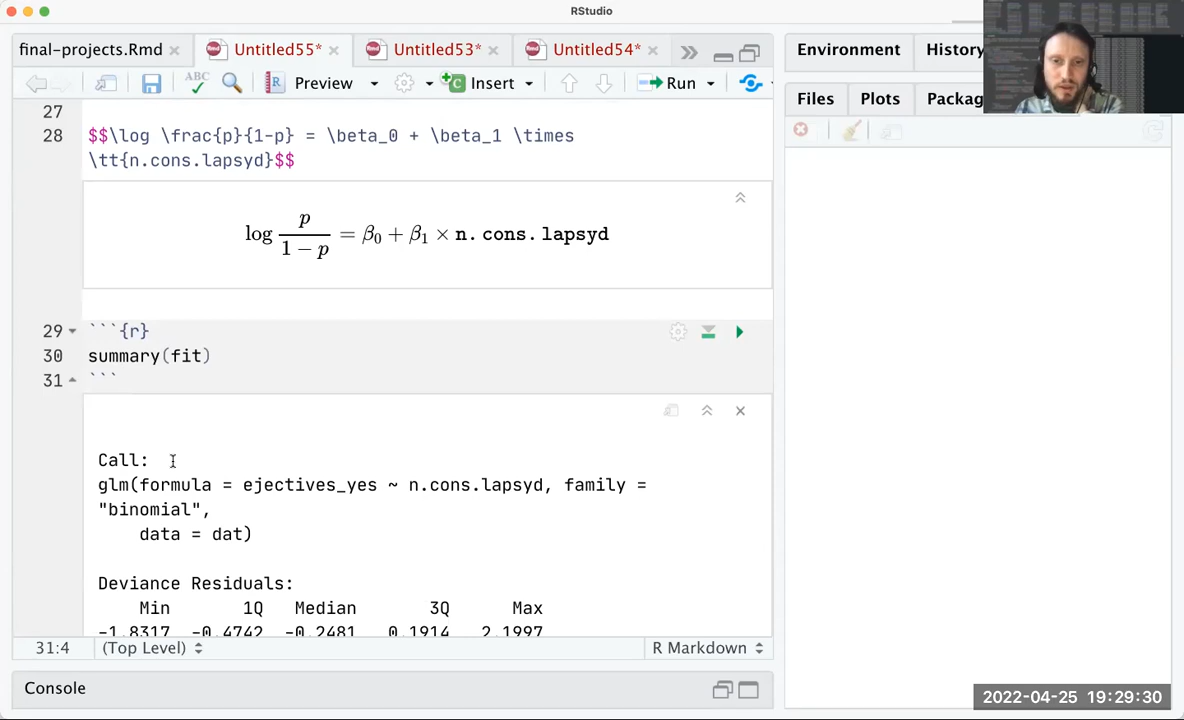 RStudio
final-projects.Rmd Untitled55* Untitled53* Untitled54*
Environment History
ABC Preview Insert Run
Files Plots Packag
27
28 $$\log \frac{p}{1-p} = \beta_0 + \beta_1 \times
\tt{n.cons.lapsyd}$$
log p/(1 − p) = β0 + β1 × n. cons. lapsyd
29 ```{r}
30 summary(fit)
31 ```
Call:
glm(formula = ejectives_yes ~ n.cons.lapsyd, family =
"binomial",
data = dat)
Deviance Residuals:
Min 1Q Median 3Q Max
-1.8317 -0.4742 -0.2481 0.1914 2.1997
31:4 (Top Level) R Markdown
Console
2022-04-25 19:29:30